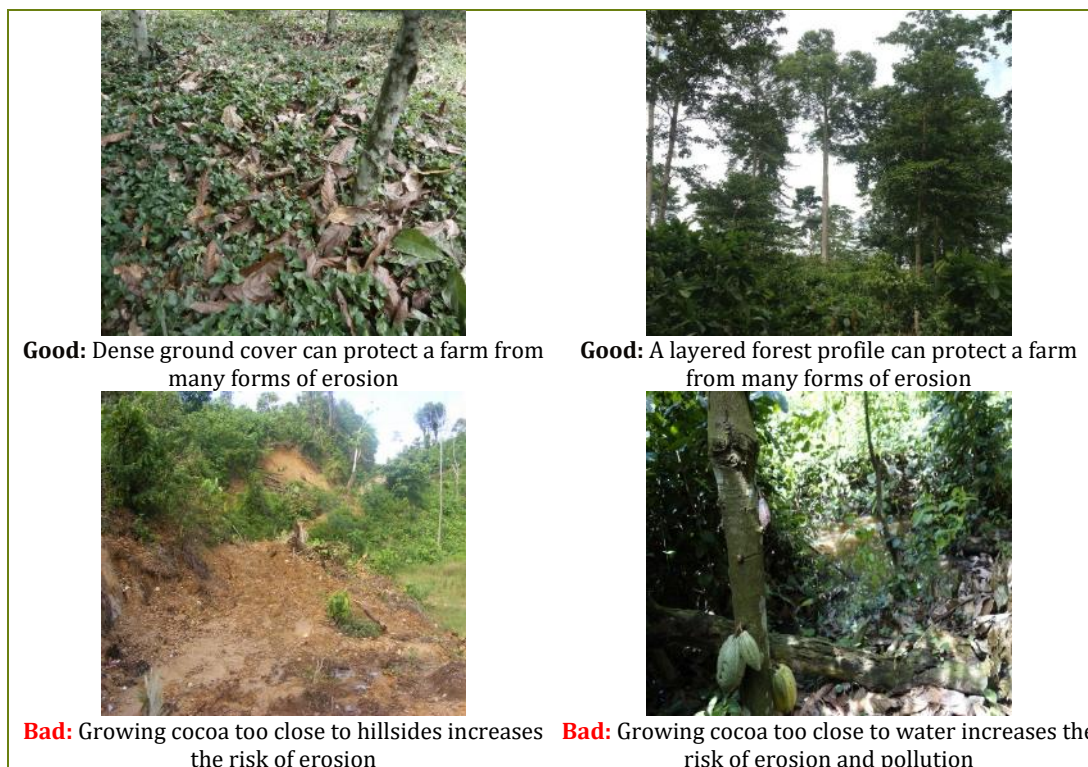 Good: Dense ground cover can protect a farm from
many forms of erosion
Good: A layered forest profile can protect a farm
from many forms of erosion
Bad: Growing cocoa too close to hillsides increases
the risk of erosion
Bad: Growing cocoa too close to water increases the
risk of erosion and pollution